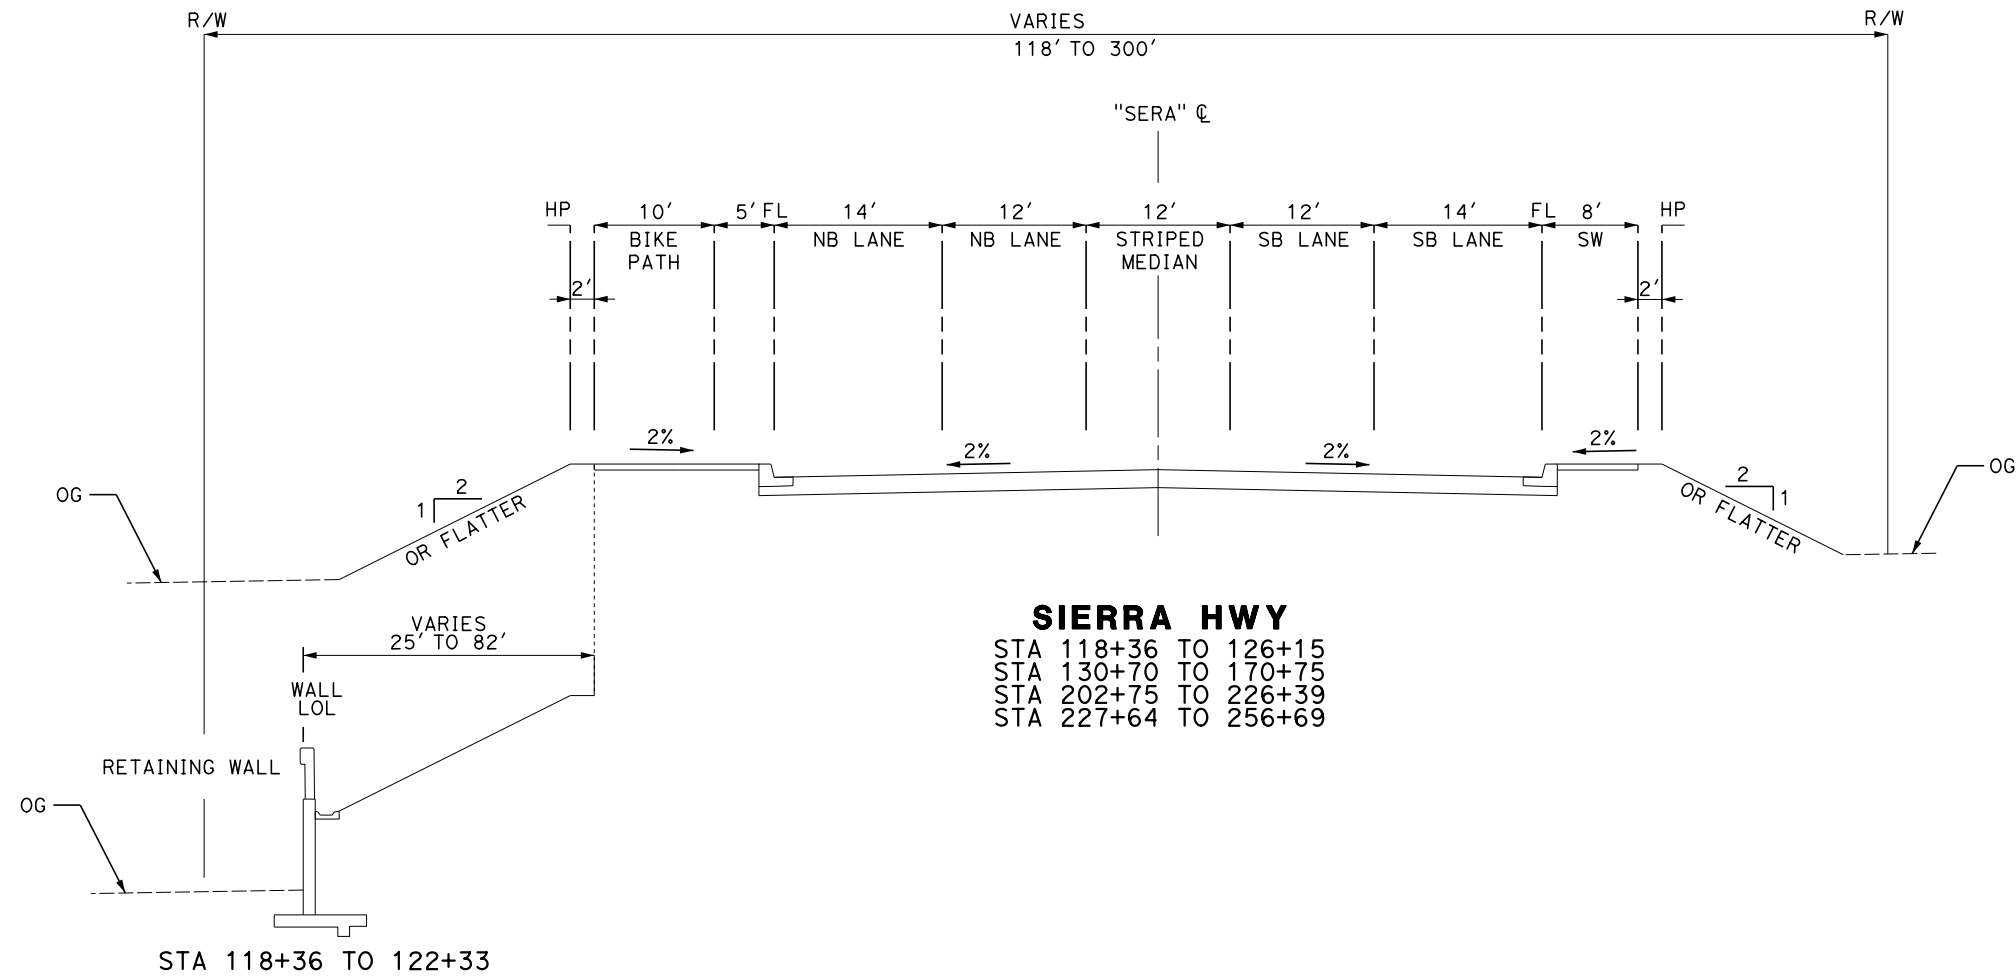 R/W VARIES R/W
118' TO 300'
"SERA" ℄
HP 10' 5' FL 14' 12' 12' 12' 14' FL 8' HP
BIKE NB LANE NB LANE STRIPED SB LANE SB LANE SW
PATH MEDIAN
2' 2'
2% 2% 2% 2%
OG 2 2 OG
1 1
OR FLATTER OR FLATTER
SIERRA HWY
STA 118+36 TO 126+15
STA 130+70 TO 170+75
STA 202+75 TO 226+39
STA 227+64 TO 256+69
VARIES
25' TO 82'
WALL
LOL
RETAINING WALL
OG
STA 118+36 TO 122+33